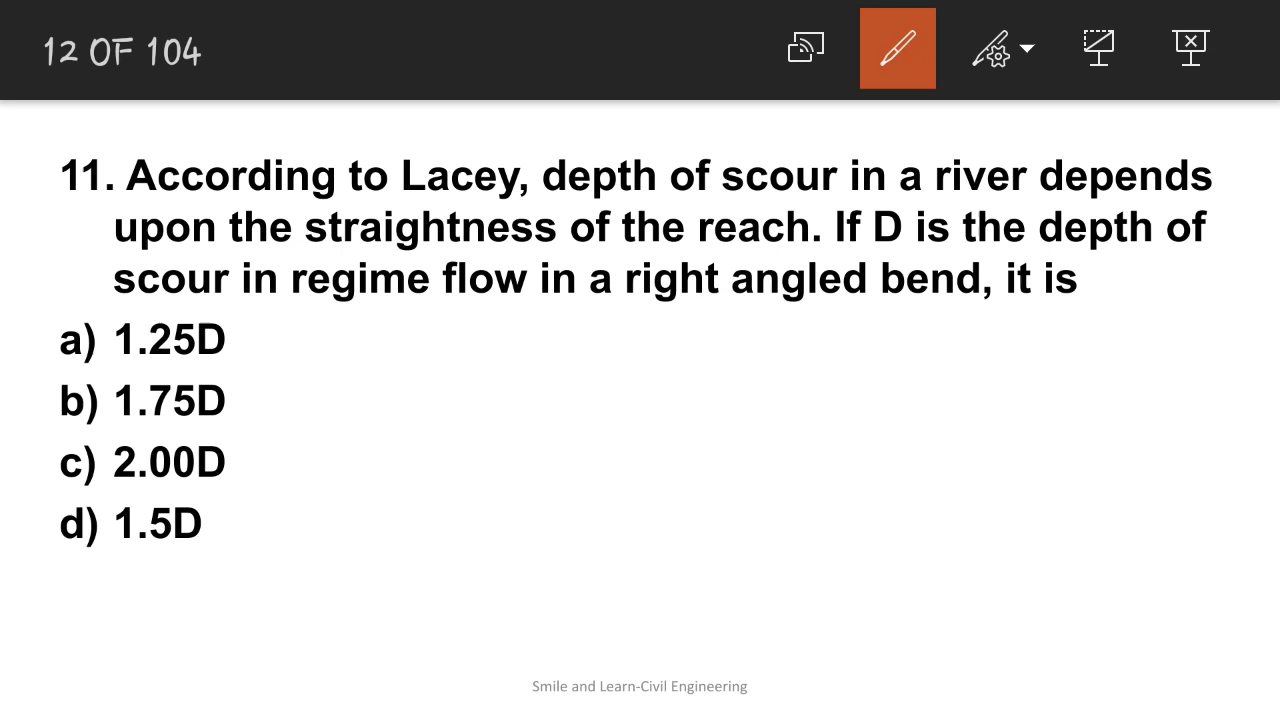 12 OF 104
11. According to Lacey, depth of scour in a river depends
upon the straightness of the reach. If D is the depth of
scour in regime flow in a right angled bend, it is
a) 1.25D
b) 1.75D
c) 2.00D
d) 1.5D
Smile and Learn-Civil Engineering